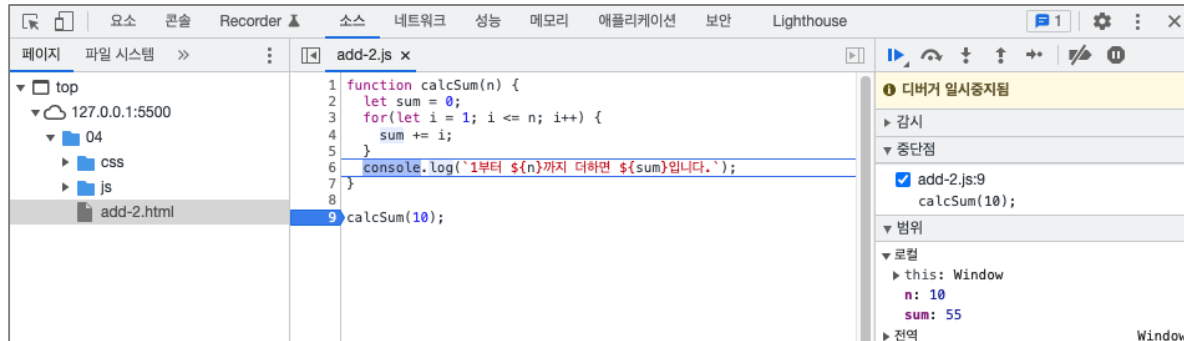 요소 콘솔 Recorder 소스 네트워크 성능 메모리 애플리케이션 보안 Lighthouse 1
페이지 파일 시스템 »
add-2.js ×
top
127.0.0.1:5500
04
css
js
add-2.html
1 function calcSum(n) {
2 let sum = 0;
3 for(let i = 1; i <= n; i++) {
4 sum += i;
5 }
6 console.log(`1부터 ${n}까지 더하면 ${sum}입니다.`);
7 }
8
9 calcSum(10);
디버거 일시중지됨
감시
중단점
add-2.js:9
calcSum(10);
범위
로컬
this: Window
n: 10
sum: 55
전역 Window